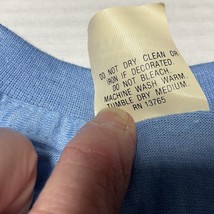 DO NOT DRY CLEAN OR
IRON IF DECORATED.
DO NOT BLEACH.
MACHINE WASH WARM.
TUMBLE DRY MEDIUM
RN 13765